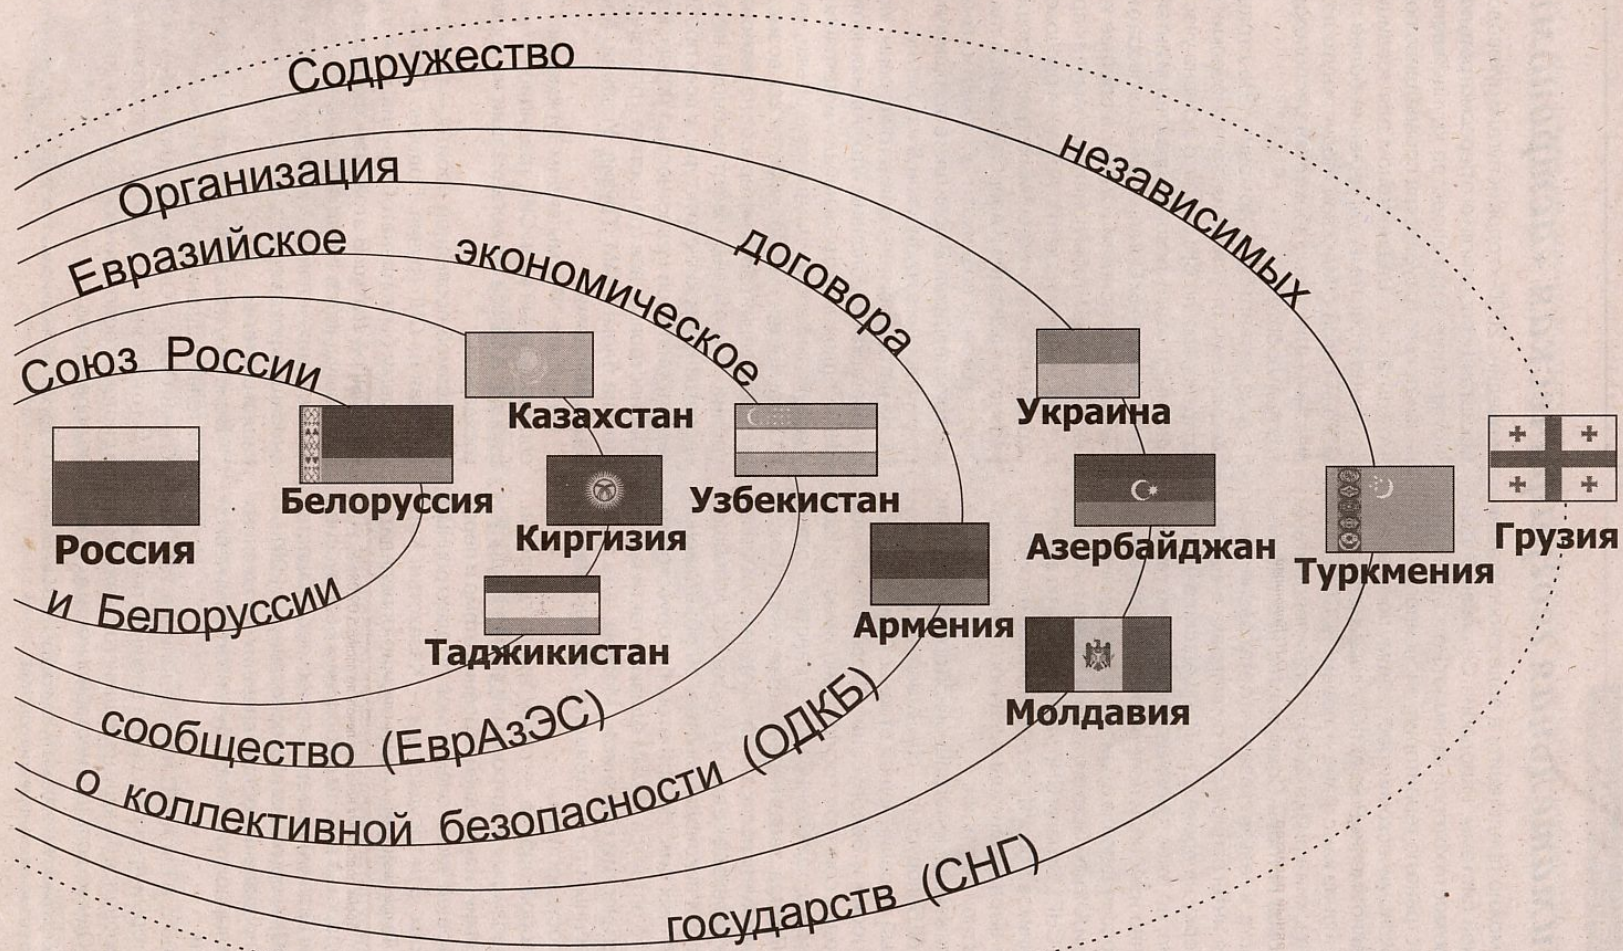 Содружество
независимых
государств (СНГ)
Организация
договора
о коллективной безопасности (ОДКБ)
Евразийское экономическое
сообщество (ЕврАзЭС)
Союз России
и Белоруссии
Россия
Белоруссия
Казахстан
Киргизия
Таджикистан
Узбекистан
Армения
Украина
Азербайджан
Молдавия
Туркмения
Грузия